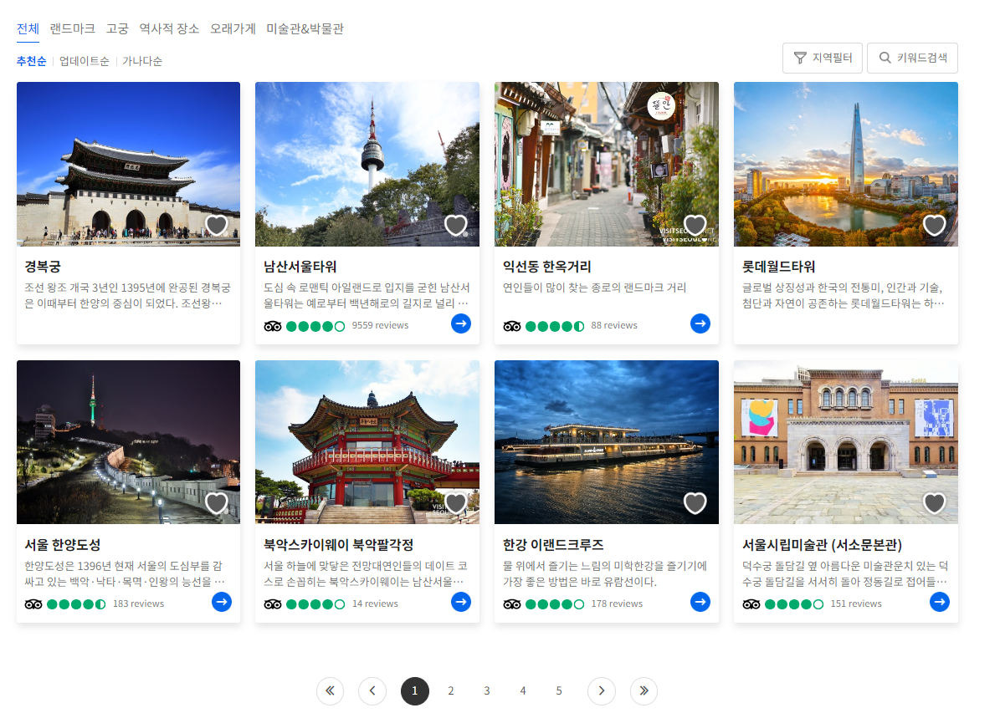 전체 랜드마크 고궁 역사적 장소 오래가게 미술관&박물관
추천순 업데이트순 가나다순
지역필터 키워드검색
뜰안
VISITSEOUL.NET
경복궁
조선 왕조 개국 3년인 1395년에 완공된 경복궁
은 이때부터 한양의 중심이 되었다. 조선왕…
남산서울타워
도심 속 로맨틱 아일랜드로 입지를 굳힌 남산서
울타워는 예로부터 백년해로의 길지로 널리 …
9559 reviews
익선동 한옥거리
연인들이 많이 찾는 종로의 랜드마크 거리
88 reviews
롯데월드타워
글로벌 상징성과 한국의 전통미, 인간과 기술,
첨단과 자연이 공존하는 롯데월드타워는 하…
SeMA
서울 한양도성
한양도성은 1396년 현재 서울의 도심부를 감
싸고 있는 백악·낙타·목멱·인왕의 능선을 …
183 reviews
북악스카이웨이 북악팔각정
서울 하늘에 맞닿은 전망대연인들의 데이트 코
스로 손꼽히는 북악스카이웨이는 남산서울…
14 reviews
한강 이랜드크루즈
물 위에서 즐기는 느림의 미학한강을 즐기기에
가장 좋은 방법은 바로 유람선이다.
178 reviews
서울시립미술관 (서소문본관)
덕수궁 돌담길 옆 아름다운 미술관운치 있는 덕
수궁 돌담길을 서서히 돌아 정동길로 접어들…
151 reviews
1 2 3 4 5